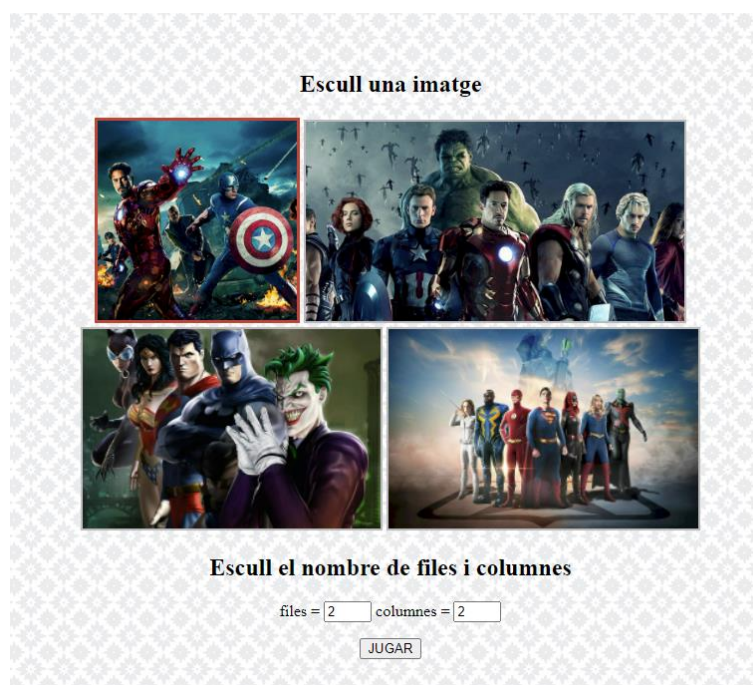 Escull una imatge
Escull el nombre de files i columnes
files = 2 columnes = 2
JUGAR